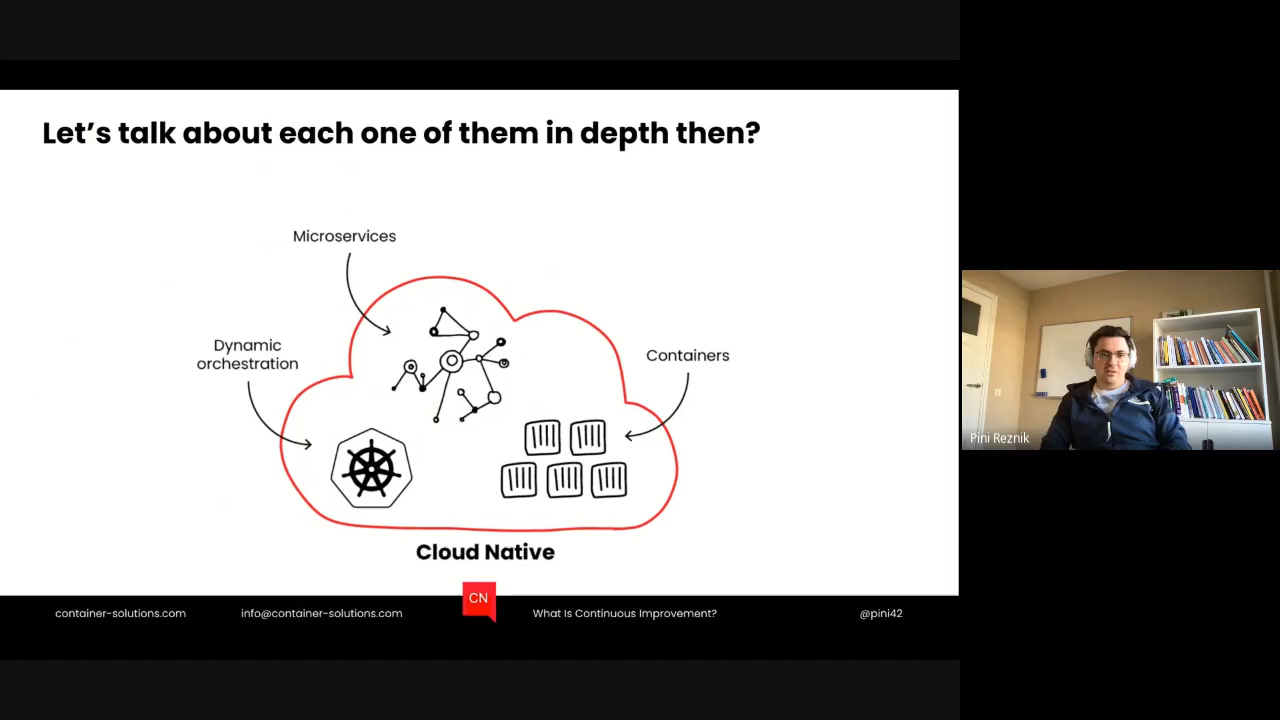 Let's talk about each one of them in depth then?
Microservices
Dynamic
orchestration
Containers
Cloud Native
container-solutions.com
info@container-solutions.com
CN
What Is Continuous Improvement?
@pini42
Pini Reznik